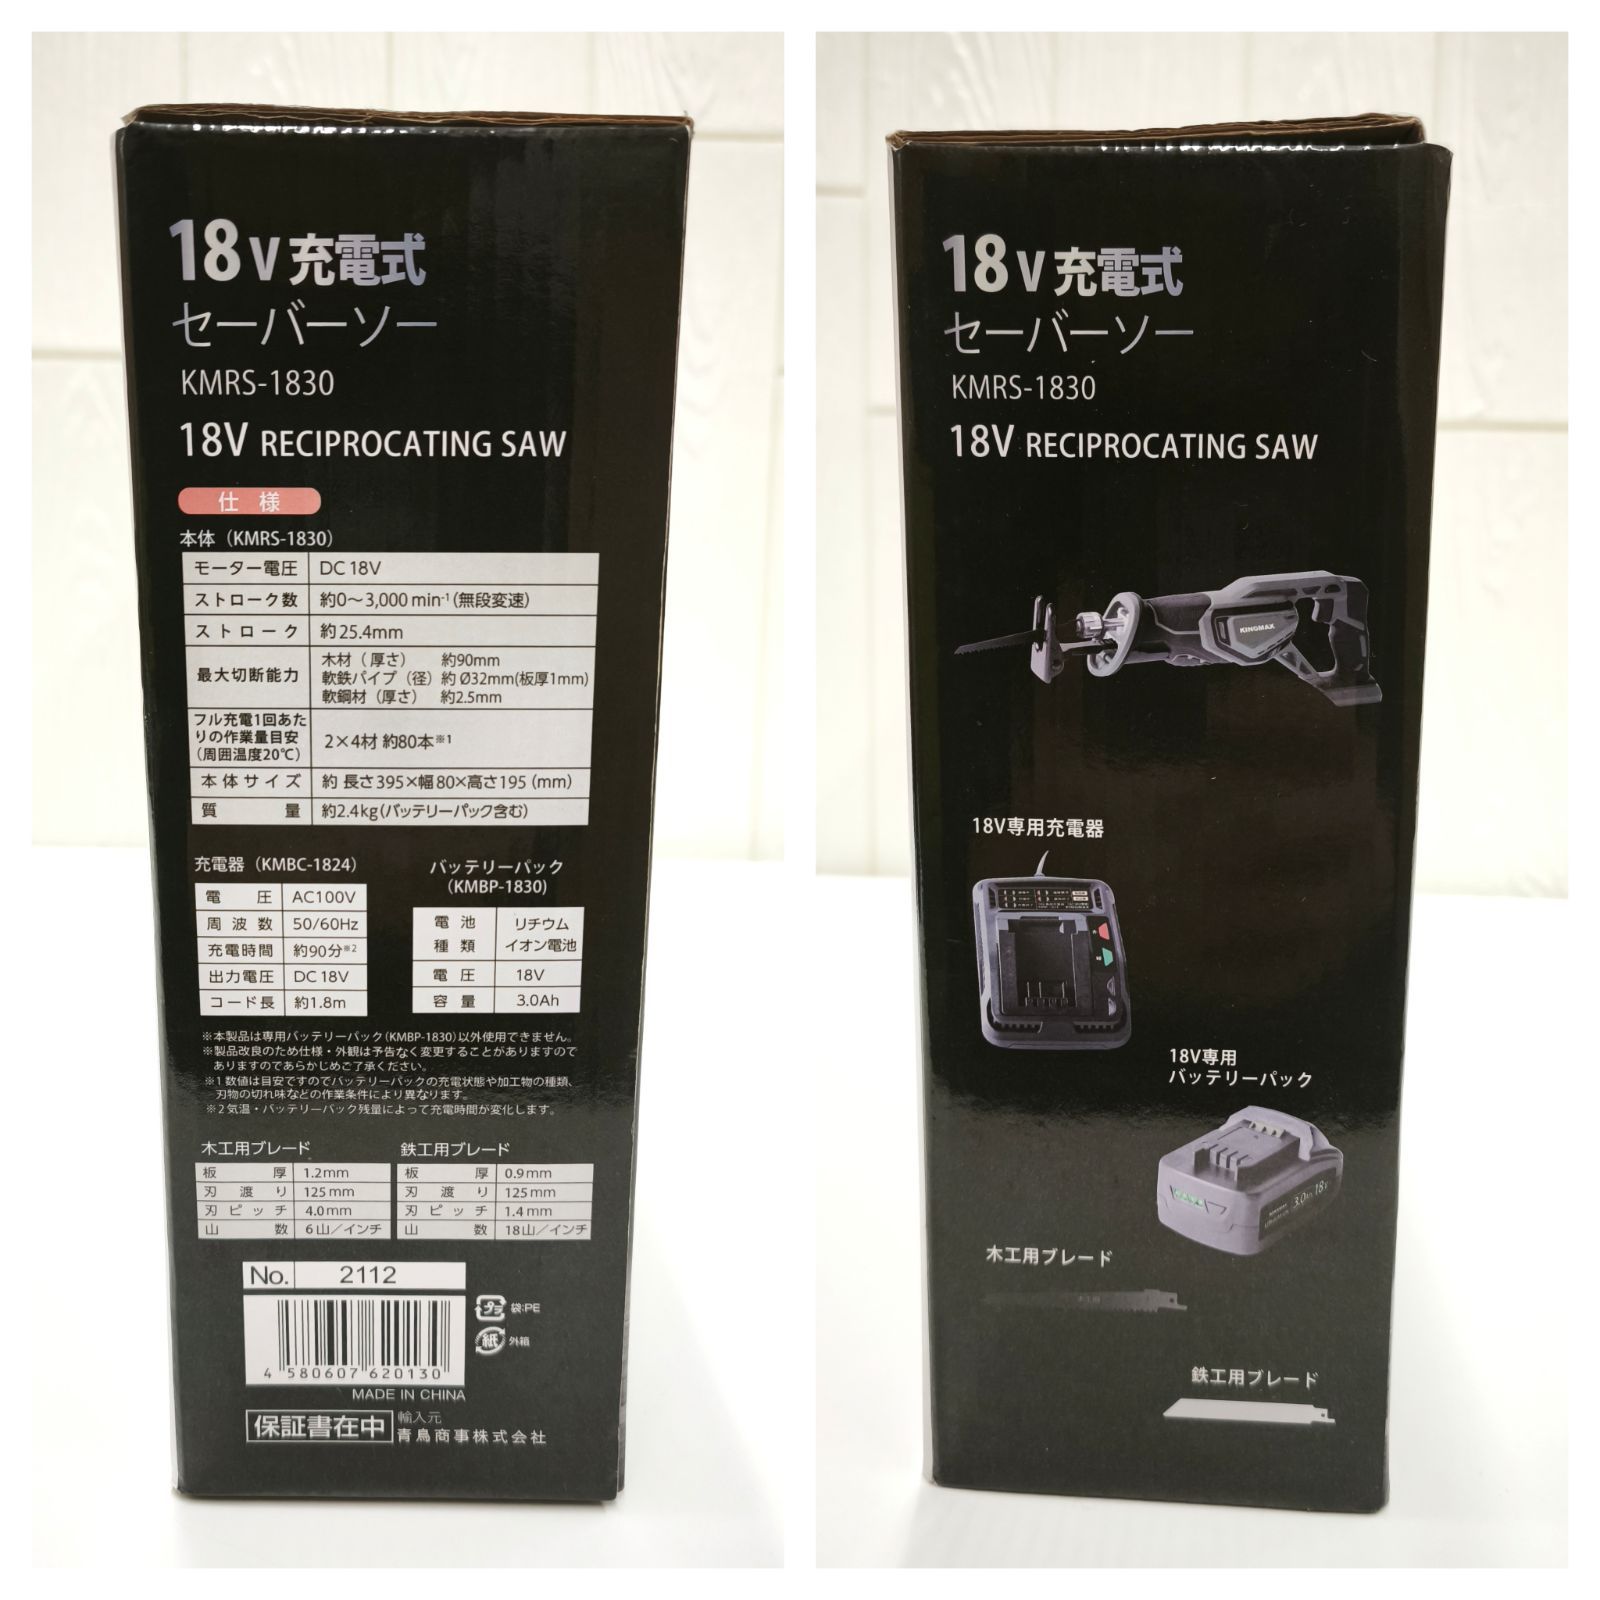 18V充電式
セーバーソー
KMRS-1830
18V RECIPROCATING SAW
仕様
本体（KMRS-1830）
モーター電圧 DC 18V
ストローク数 約0～3,000 min⁻¹(無段変速)
ストローク 約25.4mm
最大切断能力 木材（厚さ） 約90mm
軟鉄パイプ（径）約 Ø32mm(板厚1mm)
軟鋼材（厚さ） 約2.5mm
フル充電1回あた
りの作業量目安
（周囲温度20℃） 2×4材 約80本※1
本体サイズ 約 長さ395×幅80×高さ195（mm）
質量 約2.4kg(バッテリーパック含む)
充電器（KMBC-1824）
電圧 AC100V
周波数 50/60Hz
充電時間 約90分※2
出力電圧 DC 18V
コード長 約1.8m
バッテリーパック
（KMBP-1830）
電池 リチウム
種類 イオン電池
電圧 18V
容量 3.0Ah
※本製品は専用バッテリーパック(KMBP-1830)以外使用できません。
※製品改良のため仕様・外観は予告なく変更することがありますので
ありますのであらかじめご了承ください。
※1 数値は目安ですのでバッテリーパックの充電状態や加工物の種類、
刃物の切れ味などの作業条件により異なります。
※2 気温・バッテリーパック残量によって充電時間が変化します。
木工用ブレード
板厚 1.2mm
刃渡り 125mm
刃ピッチ 4.0mm
山数 6山／インチ
鉄工用ブレード
板厚 0.9mm
刃渡り 125mm
刃ピッチ 1.4mm
山数 18山／インチ
No. 2112
4 580607 620130
プラ 袋:PE
紙 外箱
MADE IN CHINA
保証書在中
輸入元
青鳥商事株式会社
18V充電式
セーバーソー
KMRS-1830
18V RECIPROCATING SAW
KINGMAX
18V専用充電器
18V専用
バッテリーパック
KINGMAX 3.0Ah 18V
木工用ブレード
木工用
鉄工用ブレード